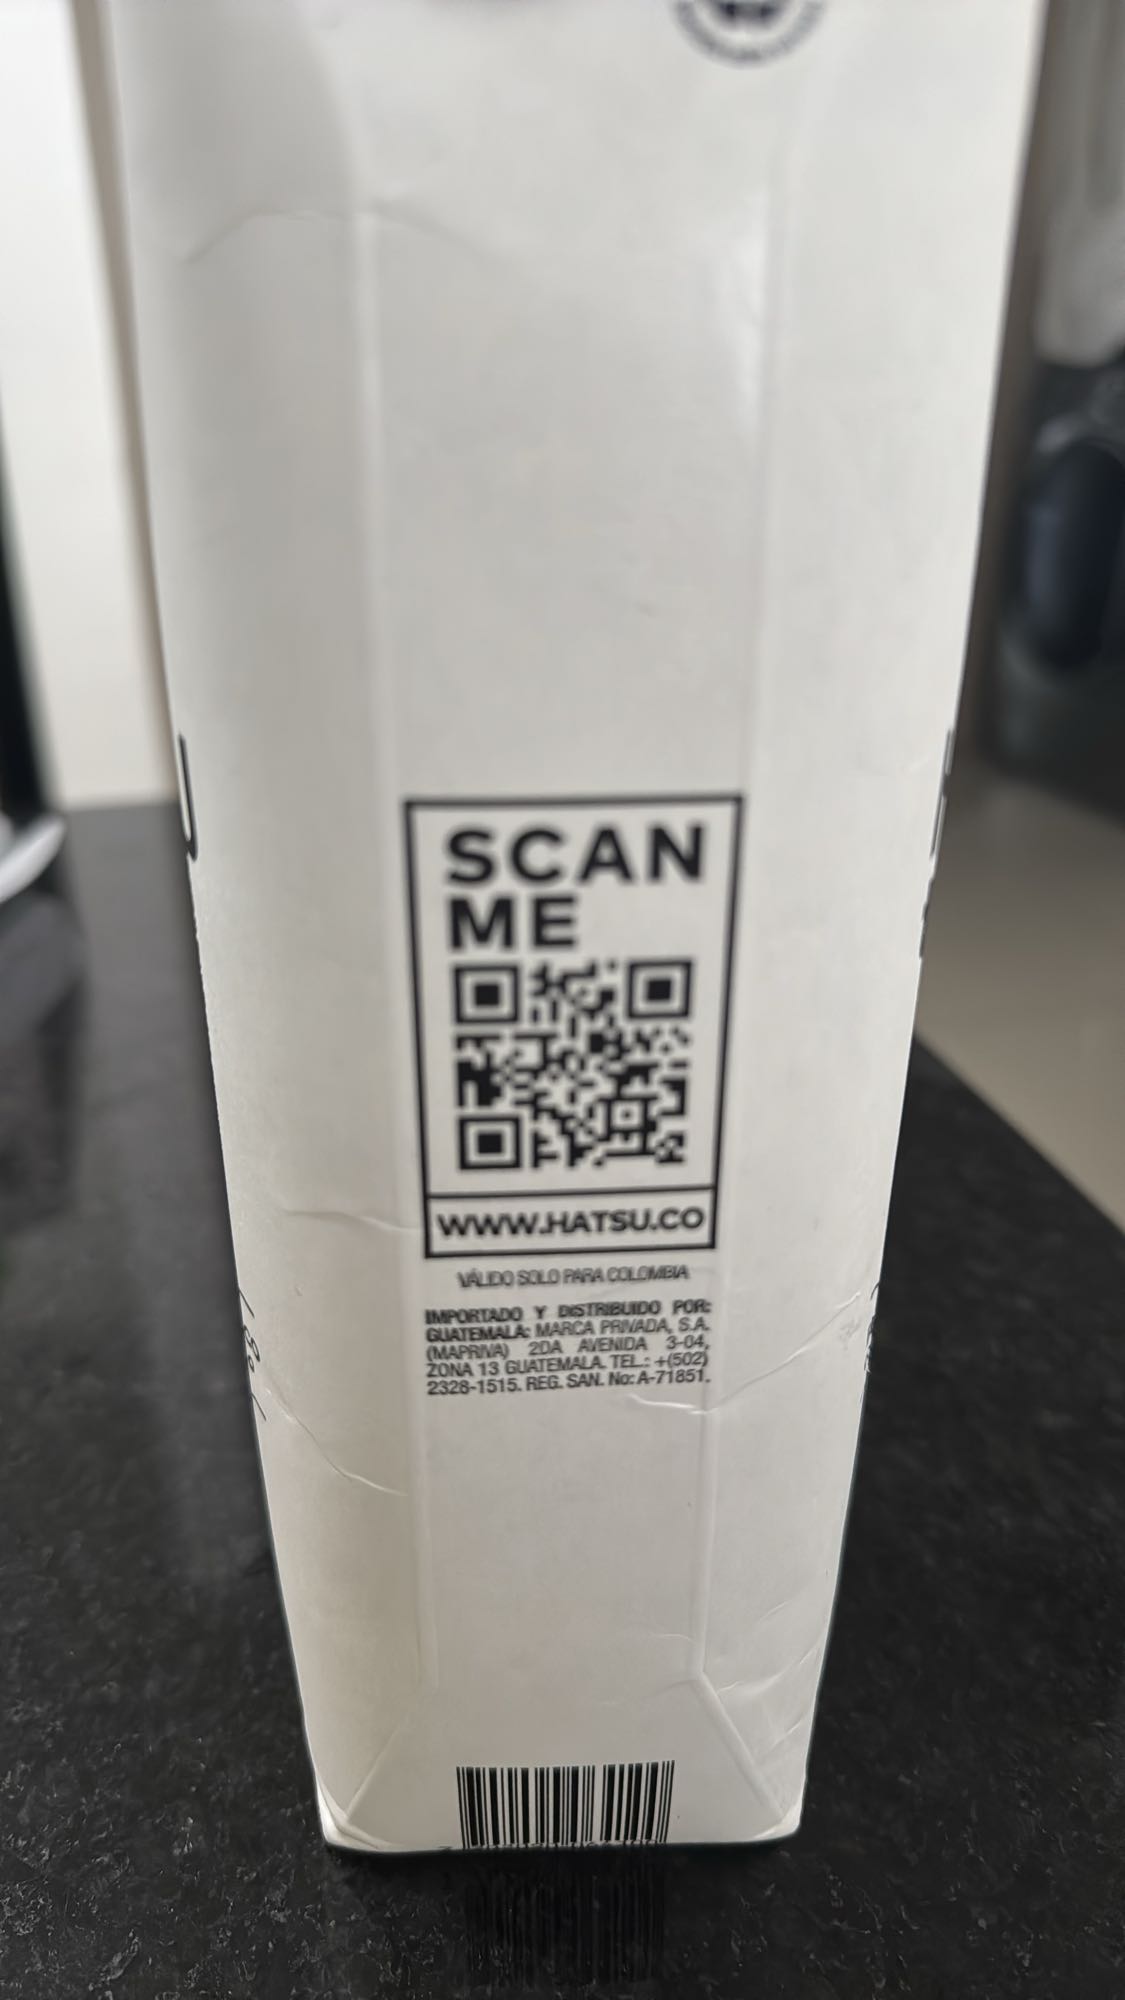 SCAN
ME
WWW.HATSU.CO
VÁLIDO SOLO PARA COLOMBIA
IMPORTADO Y DISTRIBUIDO POR:
GUATEMALA: MARCA PRIVADA, S.A.
(MAPRIVA) 2DA AVENIDA 3-04,
ZONA 13 GUATEMALA. TEL.: +(502)
2328-1515. REG. SAN. No: A-71851.